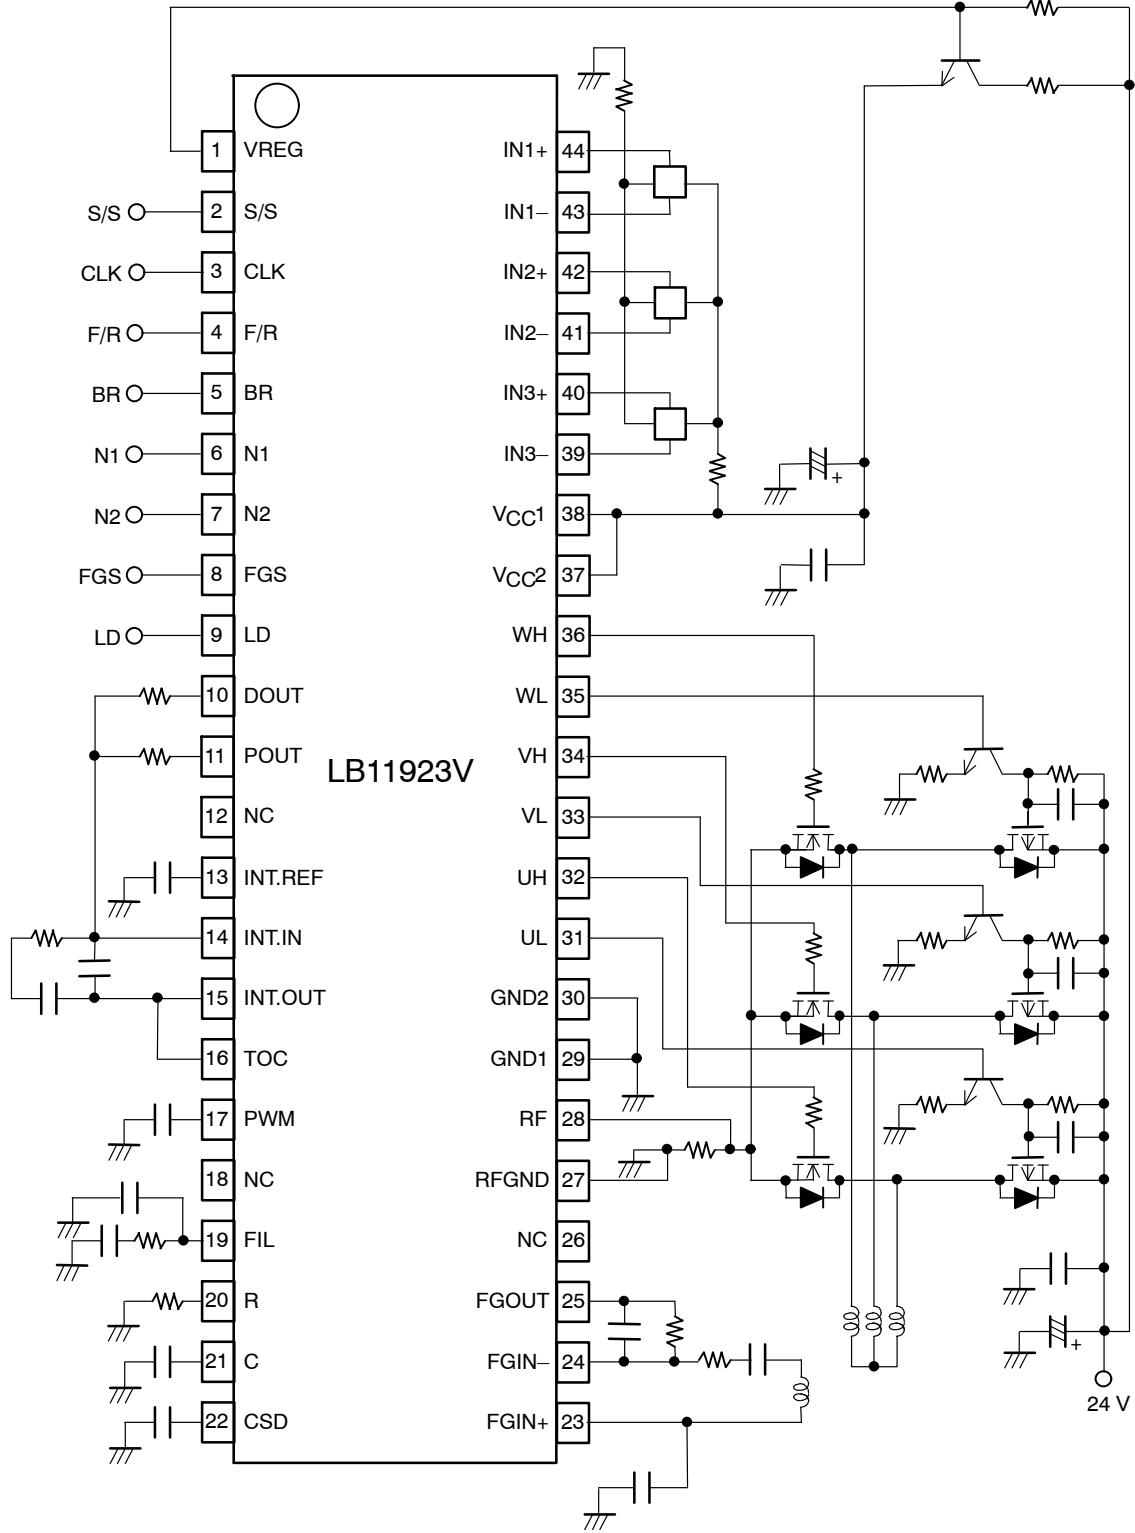 1 VREG
S/S 2 S/S
CLK 3 CLK
F/R 4 F/R
BR 5 BR
N1 6 N1
N2 7 N2
FGS 8 FGS
LD 9 LD
10 DOUT
11 POUT
12 NC
13 INT.REF
14 INT.IN
15 INT.OUT
16 TOC
17 PWM
18 NC
19 FIL
20 R
21 C
22 CSD
LB11923V
IN1+ 44
IN1− 43
IN2+ 42
IN2− 41
IN3+ 40
IN3− 39
VCC1 38
VCC2 37
WH 36
WL 35
VH 34
VL 33
UH 32
UL 31
GND2 30
GND1 29
RF 28
RFGND 27
NC 26
FGOUT 25
FGIN− 24
FGIN+ 23
+
+
24 V